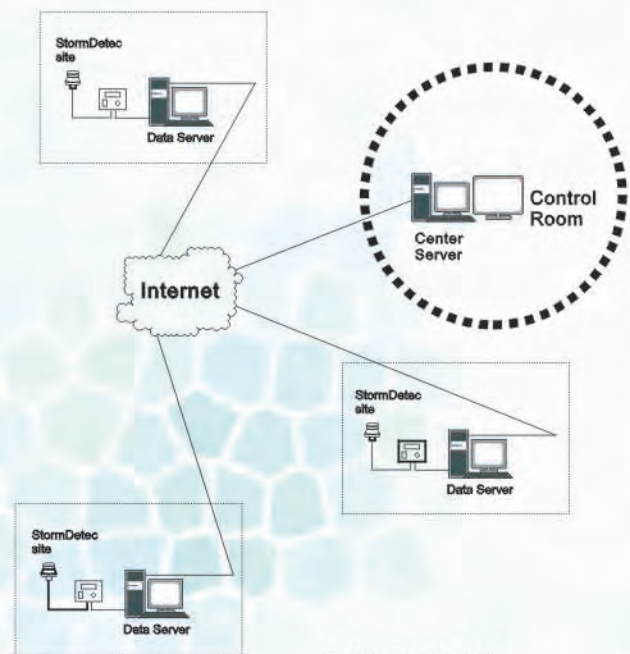 StormDetec
site
Data Server
Control
Room
Center
Server
Internet
StormDetec
site
Data Server
StormDetec
site
Data Server